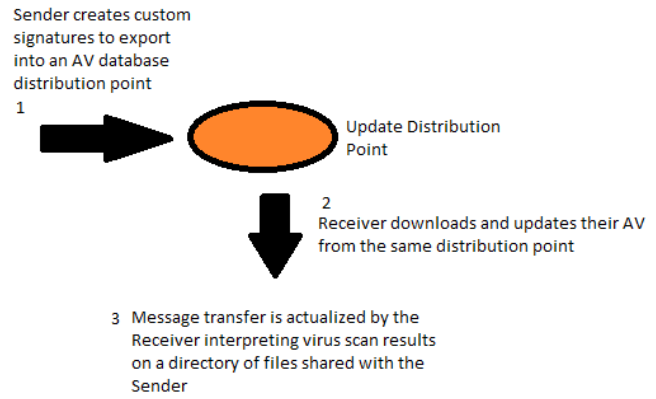 Sender creates custom
signatures to export
into an AV database
distribution point
1
Update Distribution
Point
2
Receiver downloads and updates their AV
from the same distribution point
3 Message transfer is actualized by the
Receiver interpreting virus scan results
on a directory of files shared with the
Sender